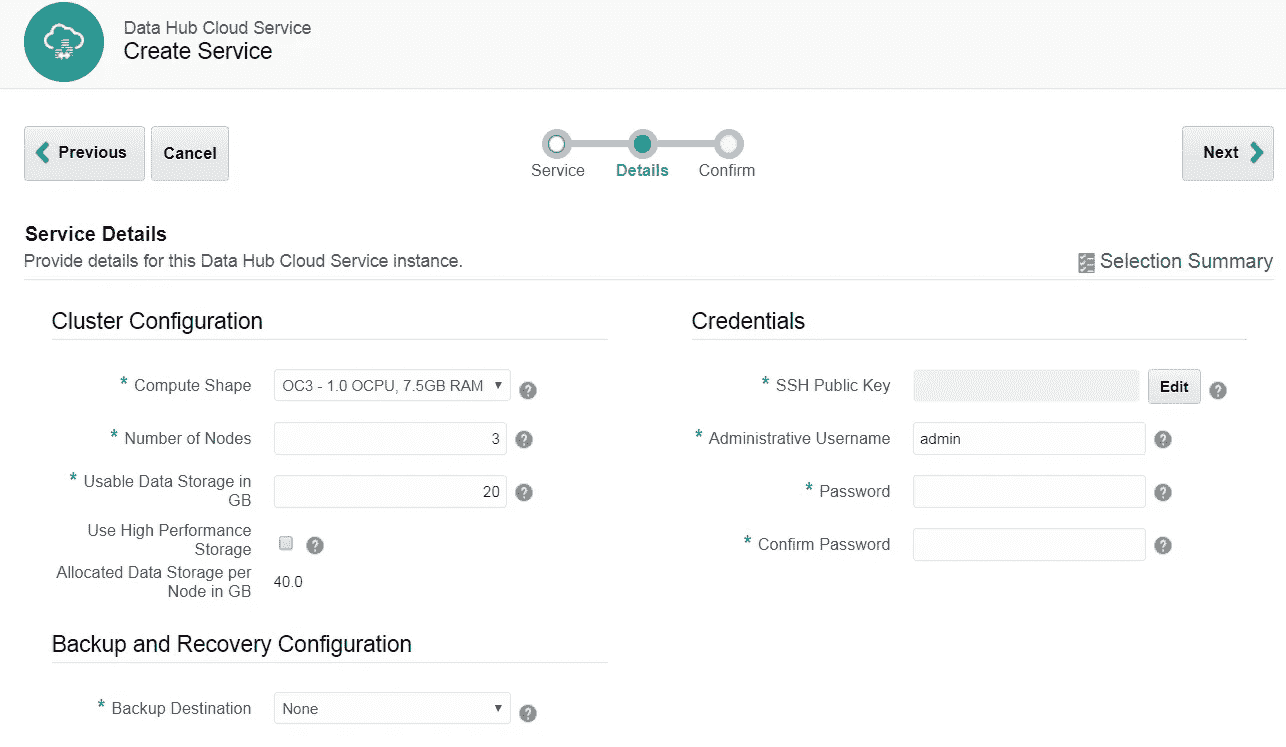 Data Hub Cloud Service
Create Service
Previous
Cancel
Service
Details
Confirm
Next
Service Details
Provide details for this Data Hub Cloud Service instance.
Selection Summary
Cluster Configuration
* Compute Shape
OC3 - 1.0 OCPU, 7.5GB RAM
?
* Number of Nodes
3
?
* Usable Data Storage in
GB
20
?
Use High Performance
Storage
?
Allocated Data Storage per
Node in GB
40.0
Backup and Recovery Configuration
* Backup Destination
None
?
Credentials
* SSH Public Key
Edit
?
* Administrative Username
admin
?
* Password
?
* Confirm Password
?